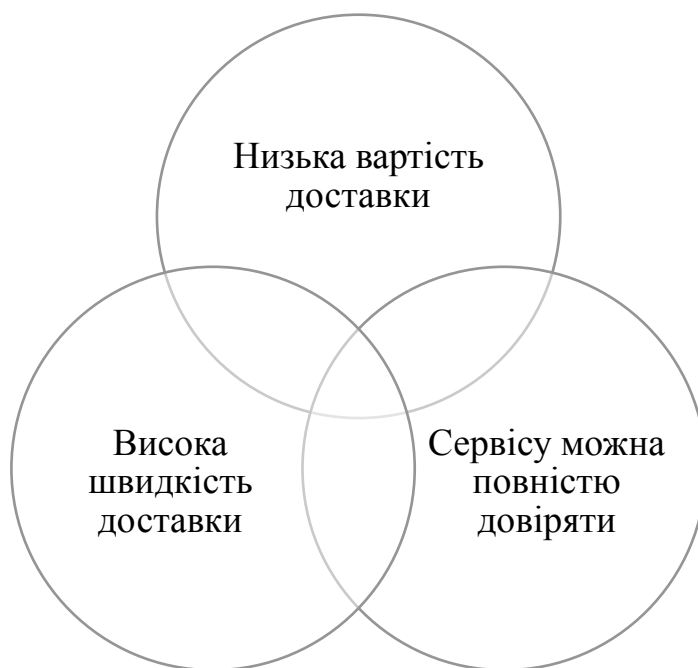 Низька вартість
доставки
Висока
швидкість
доставки
Сервісу можна
повністю
довіряти